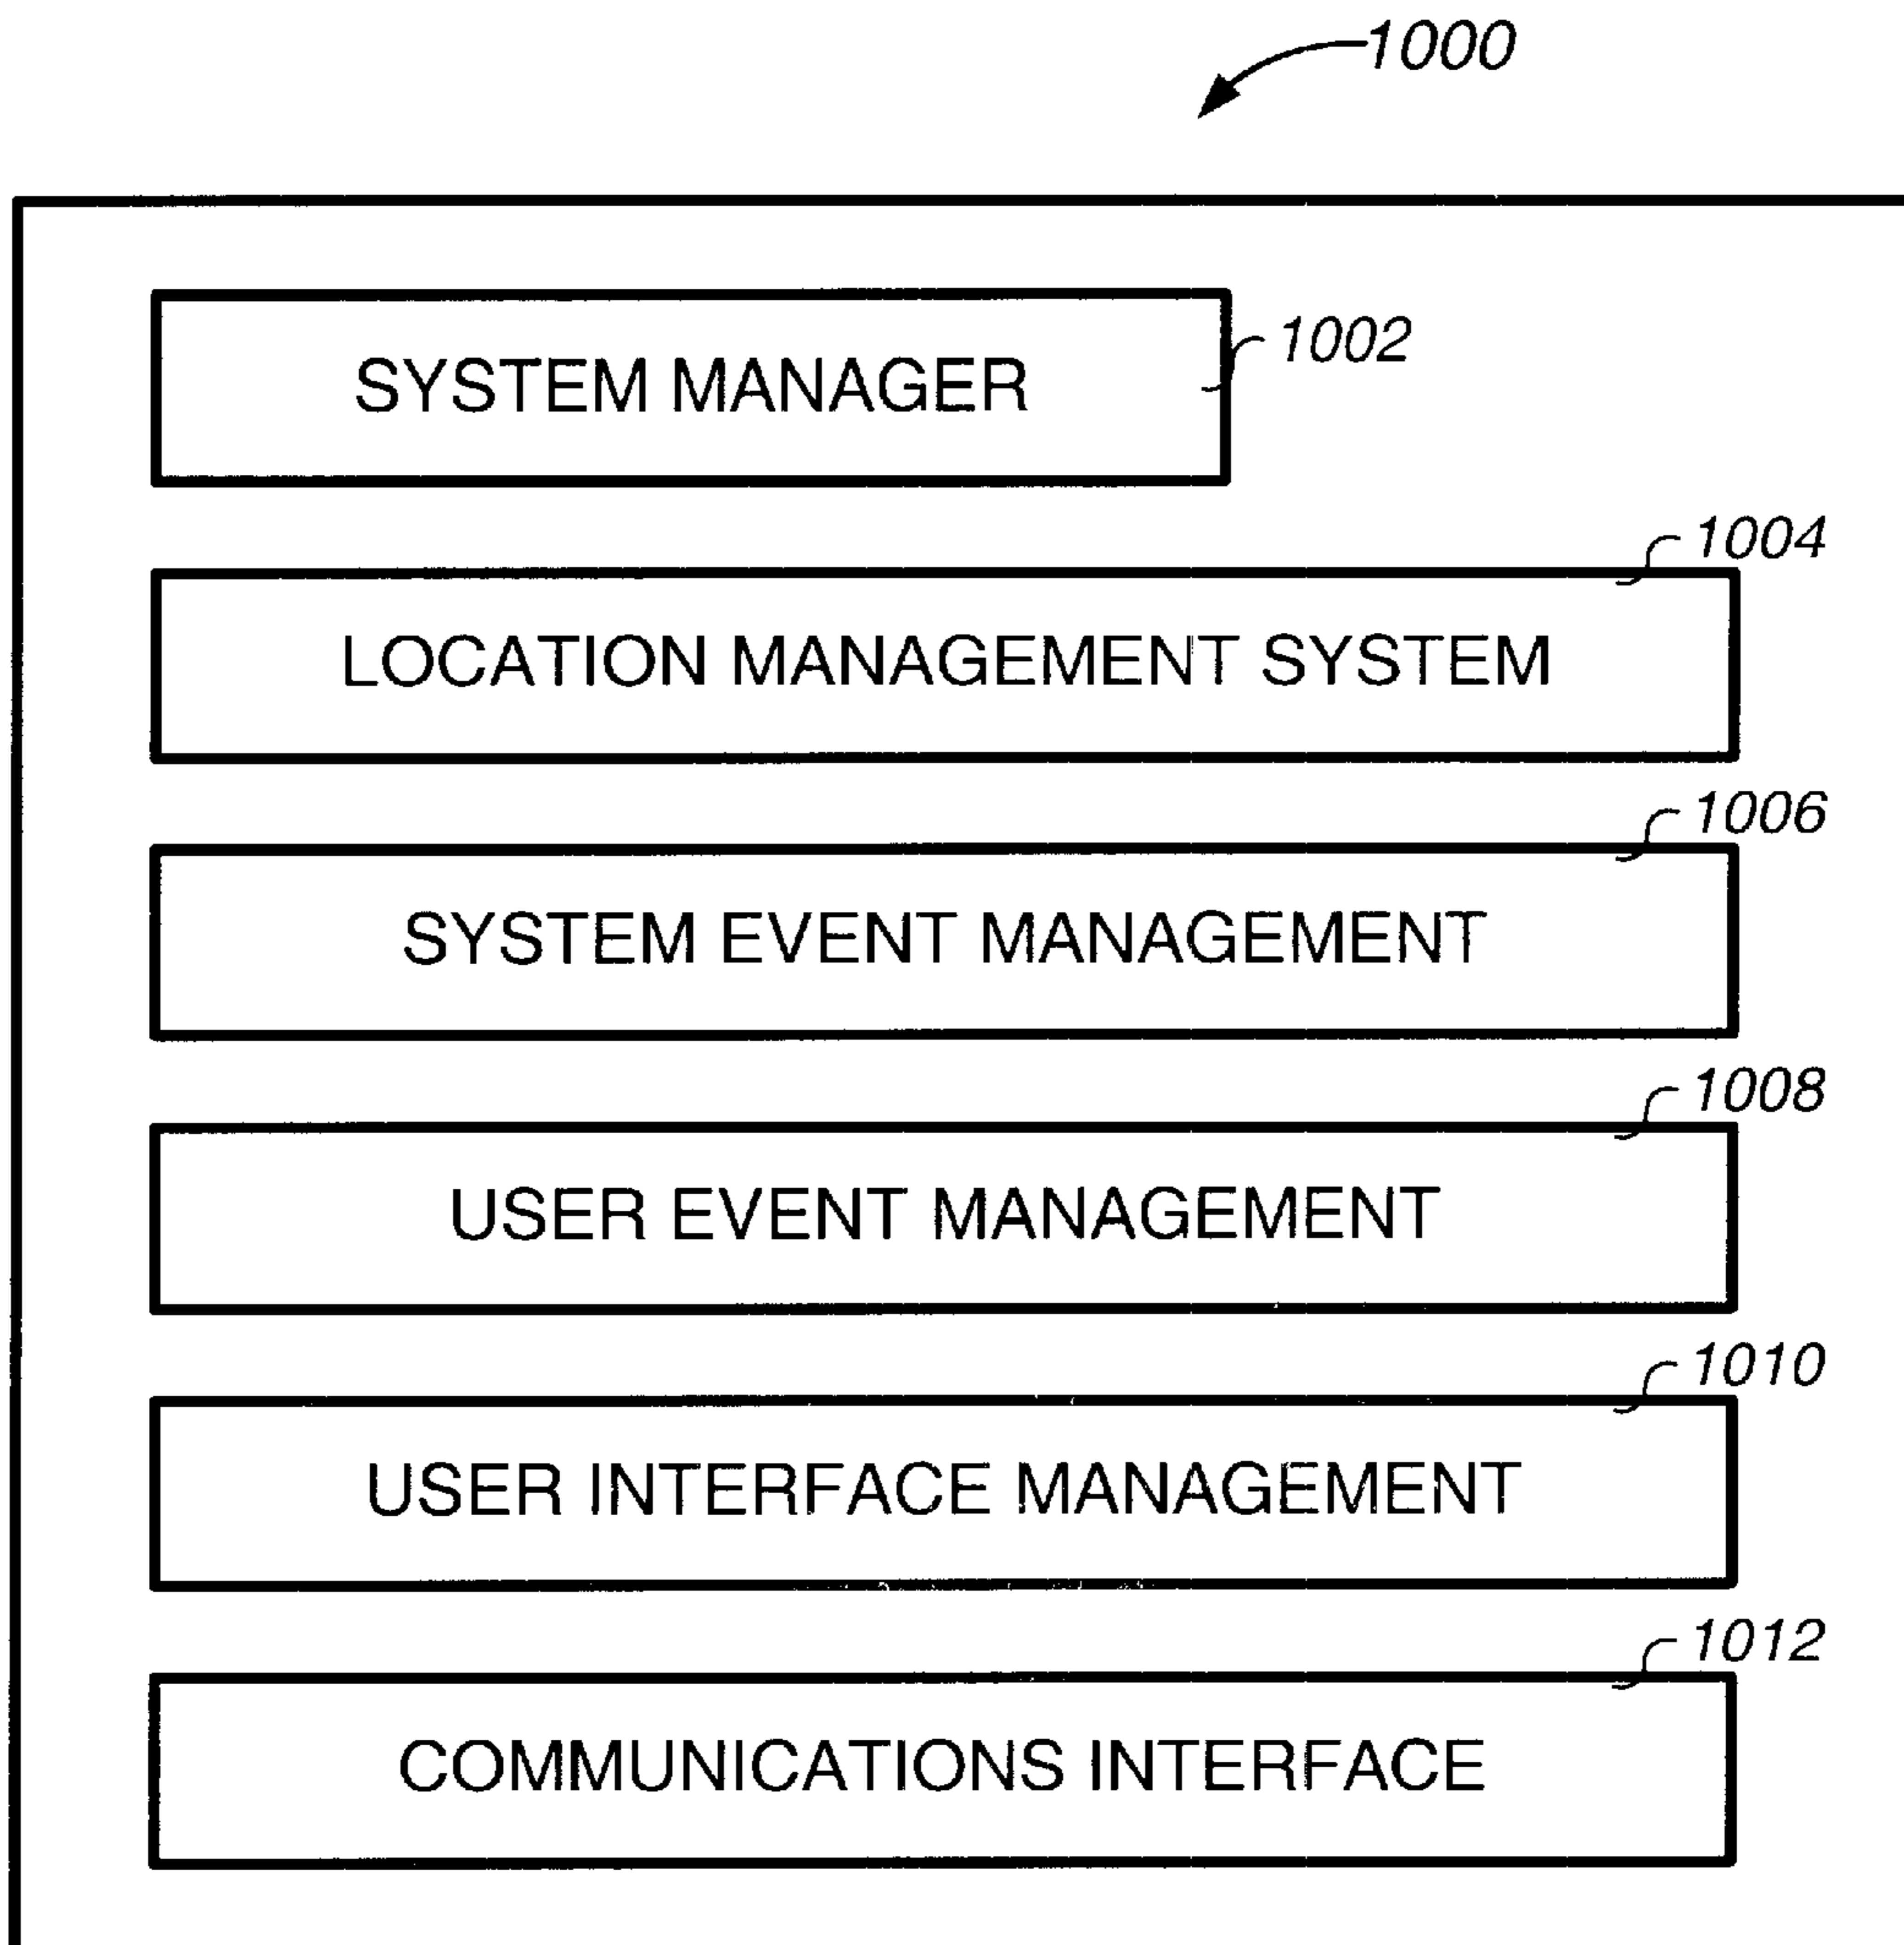 1000
SYSTEM MANAGER
1002
1004
LOCATION MANAGEMENT SYSTEM
1006
SYSTEM EVENT MANAGEMENT
1008
USER EVENT MANAGEMENT
1010
USER INTERFACE MANAGEMENT
1012
COMMUNICATIONS INTERFACE